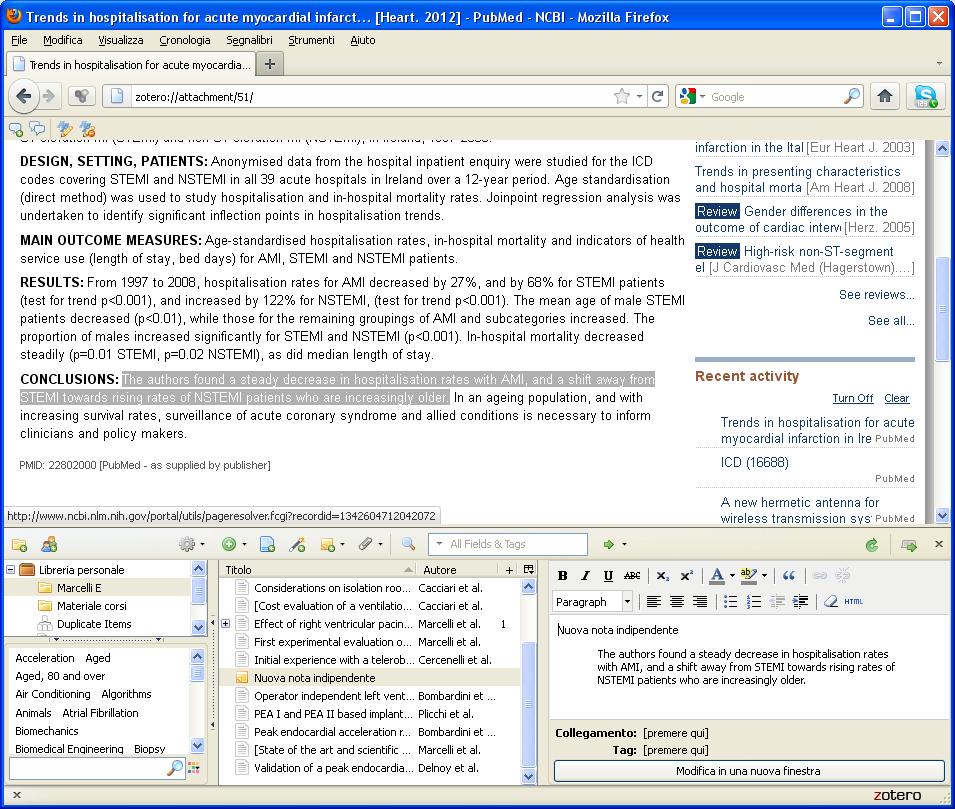 Trends in hospitalisation for acute myocardial infarct... [Heart. 2012] - PubMed - NCBI - Mozilla Firefox
File Modifica Visualizza Cronologia Segnalibri Strumenti Aiuto
Trends in hospitalisation for acute myocardia...
zotero://attachment/51/
Google
DESIGN, SETTING, PATIENTS: Anonymised data from the hospital inpatient enquiry were studied for the ICD
codes covering STEMI and NSTEMI in all 39 acute hospitals in Ireland over a 12-year period. Age standardisation
(direct method) was used to study hospitalisation and in-hospital mortality rates. Joinpoint regression analysis was
undertaken to identify significant inflection points in hospitalisation trends.
MAIN OUTCOME MEASURES: Age-standardised hospitalisation rates, in-hospital mortality and indicators of health
service use (length of stay, bed days) for AMI, STEMI and NSTEMI patients.
RESULTS: From 1997 to 2008, hospitalisation rates for AMI decreased by 27%, and by 68% for STEMI patients
(test for trend p<0.001), and increased by 122% for NSTEMI, (test for trend p<0.001). The mean age of male STEMI
patients decreased (p<0.01), while those for the remaining groupings of AMI and subcategories increased. The
proportion of males increased significantly for STEMI and NSTEMI (p<0.001). In-hospital mortality decreased
steadily (p=0.01 STEMI, p=0.02 NSTEMI), as did median length of stay.
CONCLUSIONS: The authors found a steady decrease in hospitalisation rates with AMI, and a shift away from
STEMI towards rising rates of NSTEMI patients who are increasingly older. In an ageing population, and with
increasing survival rates, surveillance of acute coronary syndrome and allied conditions is necessary to inform
clinicians and policy makers.
PMID: 22802000 [PubMed - as supplied by publisher]
infarction in the Ital [Eur Heart J. 2003]
Trends in presenting characteristics
and hospital morta [Am Heart J. 2008]
Review Gender differences in the
outcome of cardiac interv [Herz. 2005]
Review High-risk non-ST-segment
el [J Cardiovasc Med (Hagerstown)....]
See reviews...
See all...
Recent activity
Turn Off Clear
Trends in hospitalisation for acute
myocardial infarction in Ire PubMed
ICD (16688)
PubMed
A new hermetic antenna for
wireless transmission sys PubMed
http://www.ncbi.nlm.nih.gov/portal/utils/pageresolver.fcgi?recordid=1342604712042072
All Fields & Tags
Libreria personale
Marcelli E
Materiale corsi
Duplicate Items
Acceleration Aged
Aged, 80 and over
Air Conditioning Algorithms
Animals Atrial Fibrillation
Biomechanics
Biomedical Engineering Biopsy
Titolo Autore +
Considerations on isolation roo... Cacciari et al.
[Cost evaluation of a ventilatio... Cacciari et al.
Effect of right ventricular pacin... Marcelli et al. 1
First experimental evaluation o... Marcelli et al.
Initial experience with a telerob... Cercenelli et al.
Nuova nota indipendente
Operator independent left vent... Bombardini et ...
PEA I and PEA II based implant... Plicchi et al.
Peak endocardial acceleration r... Bombardini et ...
[State of the art and scientific ... Marcelli et al.
Validation of a peak endocardia... Delnoy et al.
B I U ABC X₂ X² A ab HTML
Paragraph
Nuova nota indipendente
The authors found a steady decrease in hospitalisation rates
with AMI, and a shift away from STEMI towards rising rates of
NSTEMI patients who are increasingly older.
Collegamento: [premere qui]
Tag: [premere qui]
Modifica in una nuova finestra
zotero